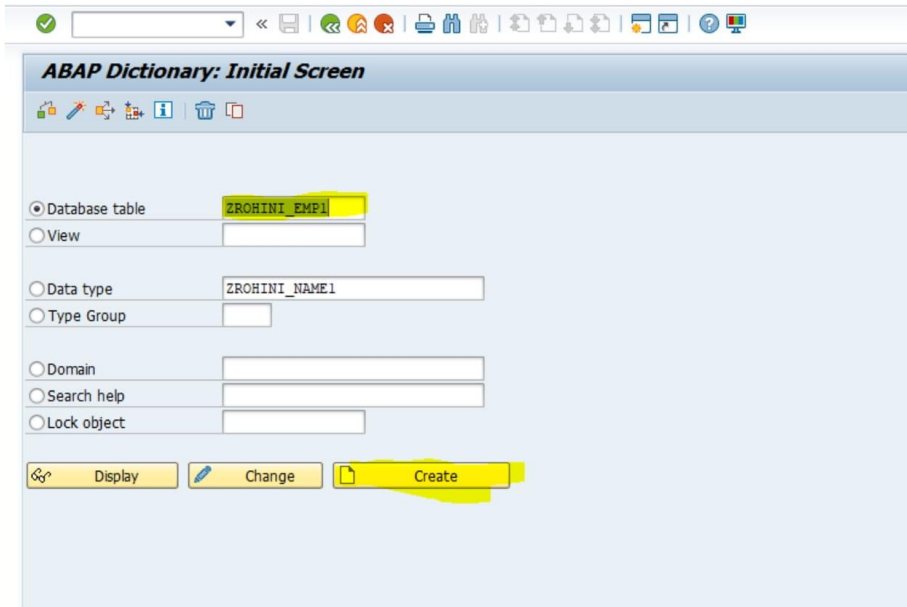 ABAP Dictionary: Initial Screen
Database table ZROHINI_EMP1
View
Data type ZROHINI_NAME1
Type Group
Domain
Search help
Lock object
Display Change Create